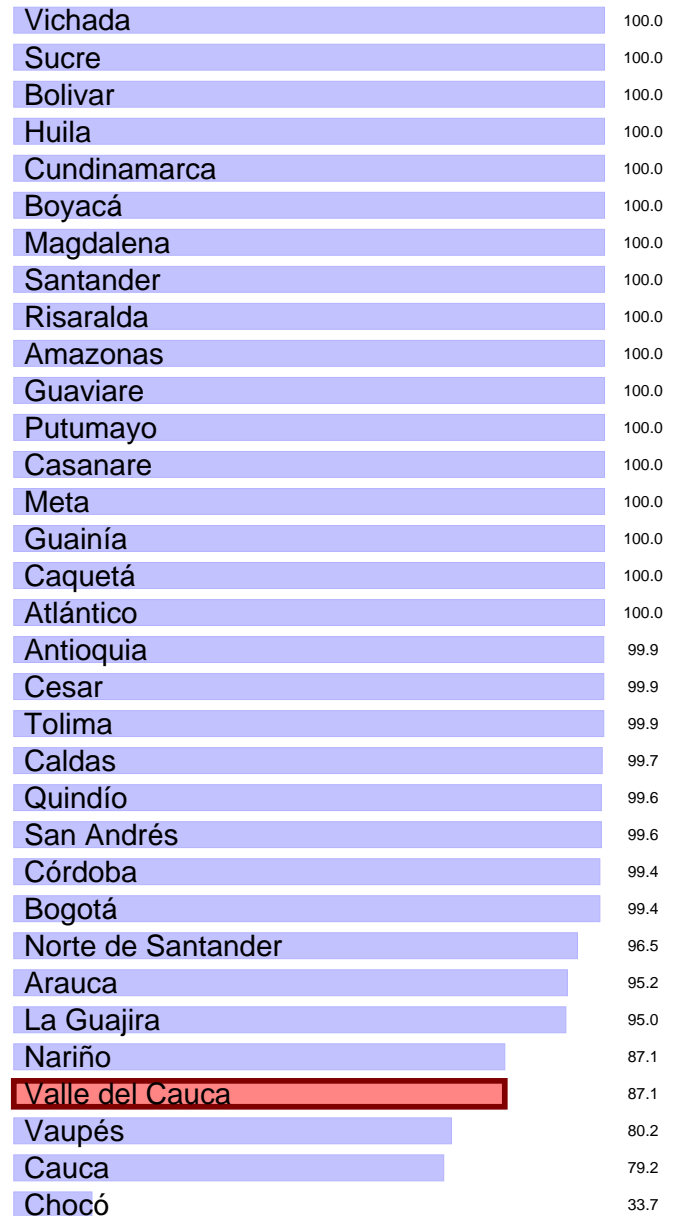 Vichada 100.0
Sucre 100.0
Bolivar 100.0
Huila 100.0
Cundinamarca 100.0
Boyacá 100.0
Magdalena 100.0
Santander 100.0
Risaralda 100.0
Amazonas 100.0
Guaviare 100.0
Putumayo 100.0
Casanare 100.0
Meta 100.0
Guainía 100.0
Caquetá 100.0
Atlántico 100.0
Antioquia 99.9
Cesar 99.9
Tolima 99.9
Caldas 99.7
Quindío 99.6
San Andrés 99.6
Córdoba 99.4
Bogotá 99.4
Norte de Santander 96.5
Arauca 95.2
La Guajira 95.0
Nariño 87.1
Valle del Cauca 87.1
Vaupés 80.2
Cauca 79.2
Chocó 33.7